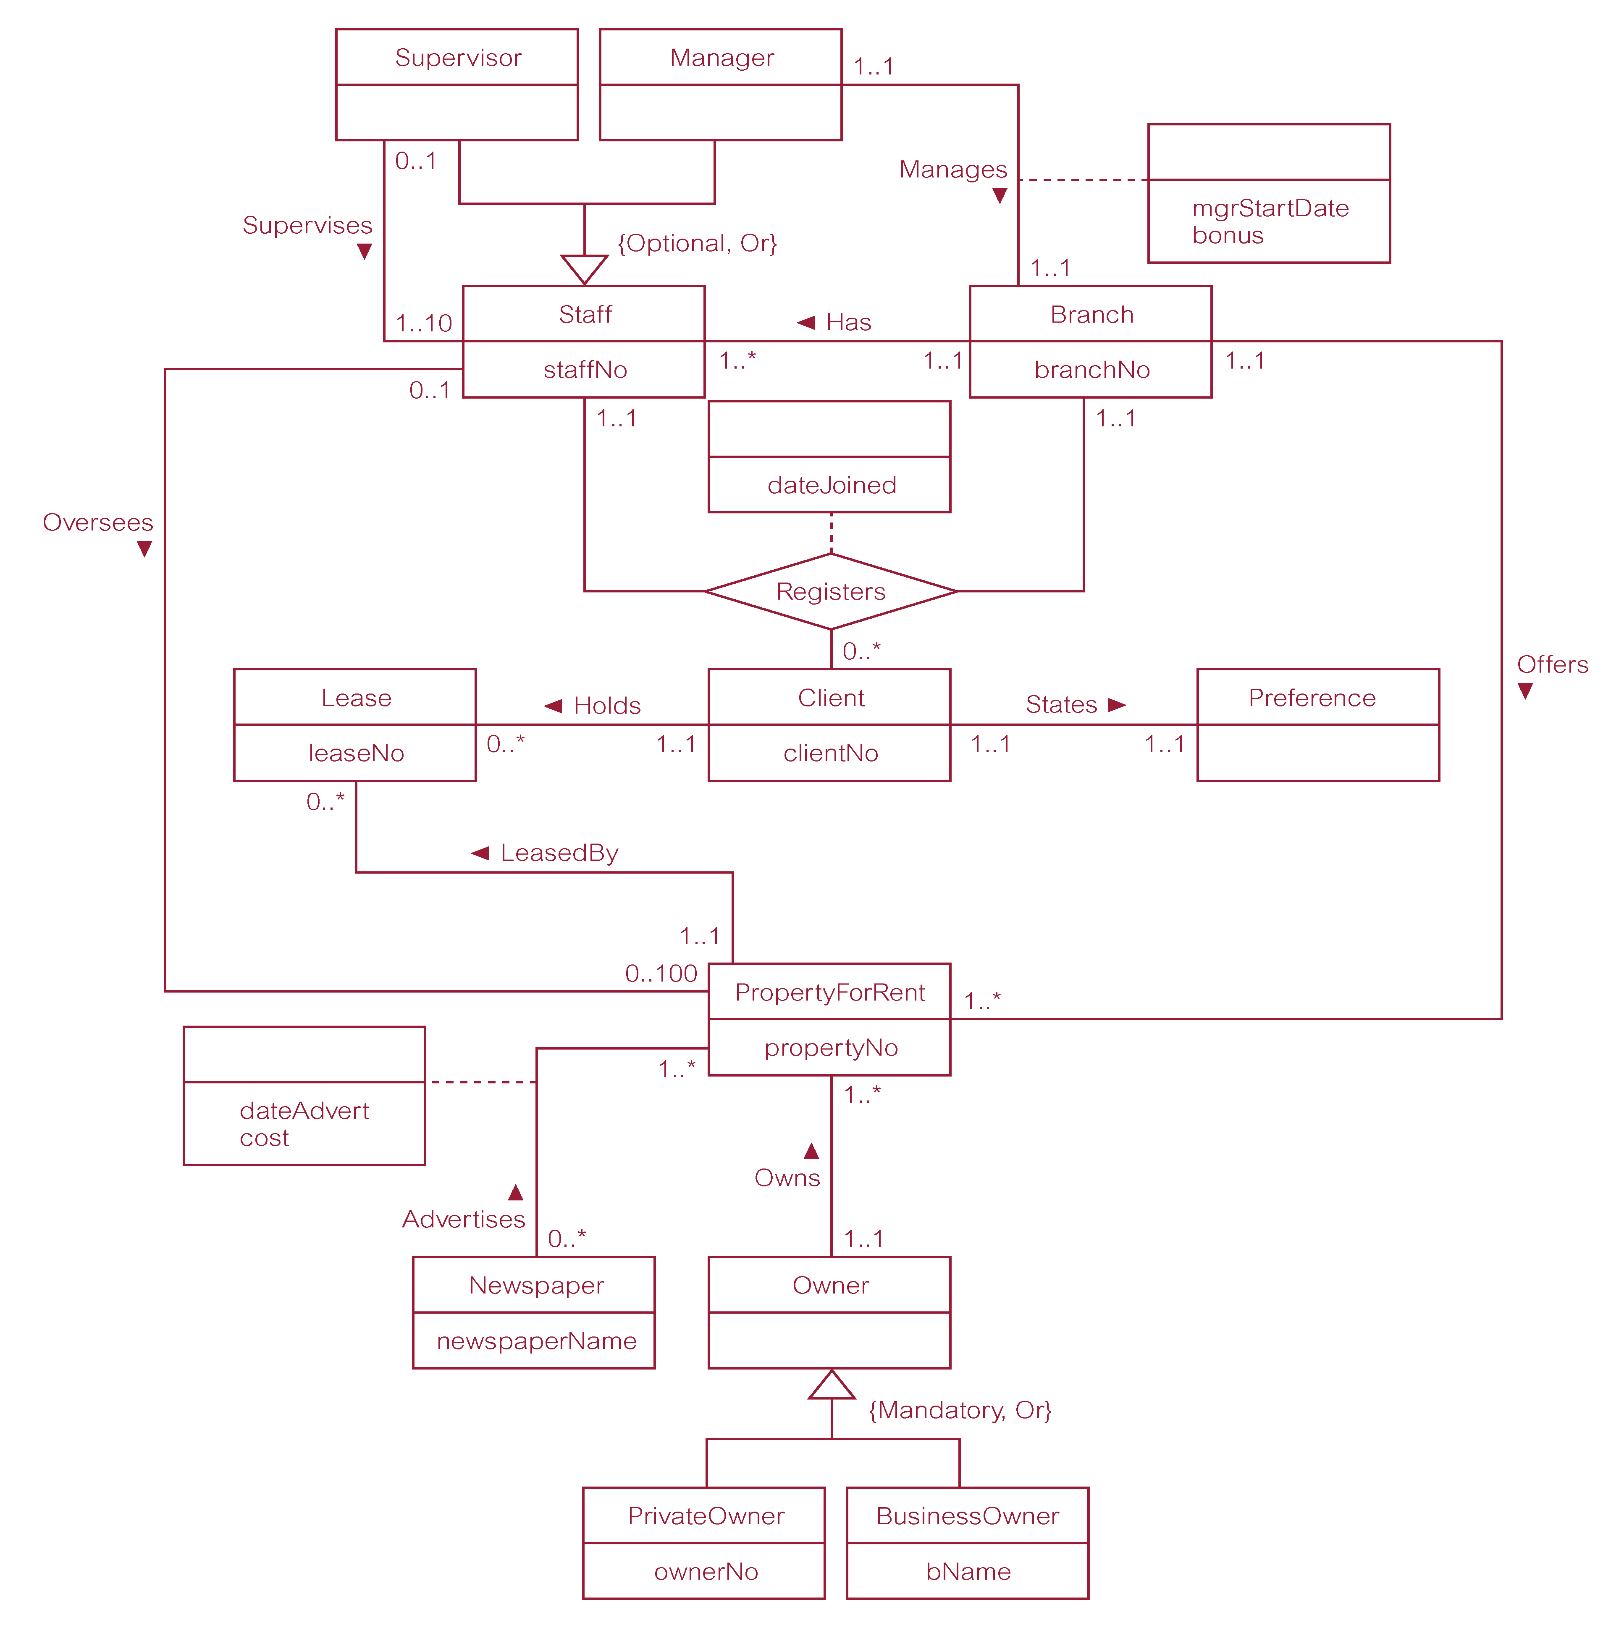 Supervisor
Manager
1..1
0..1
Manages
▼
mgrStartDate
bonus
Supervises
▼
{Optional, Or}
1..1
1..10
Staff
◄ Has
Branch
staffNo
1..*
1..1
branchNo
1..1
0..1
1..1
1..1
dateJoined
Oversees
▼
Registers
0..*
Offers
▼
Lease
◄ Holds
Client
States ►
Preference
leaseNo
0..*
1..1
clientNo
1..1
1..1
0..*
◄ LeasedBy
1..1
0..100
PropertyForRent
1..*
propertyNo
1..*
1..*
dateAdvert
cost
▲
Owns
▲
Advertises
0..*
1..1
Newspaper
Owner
newspaperName
{Mandatory, Or}
PrivateOwner
BusinessOwner
ownerNo
bName